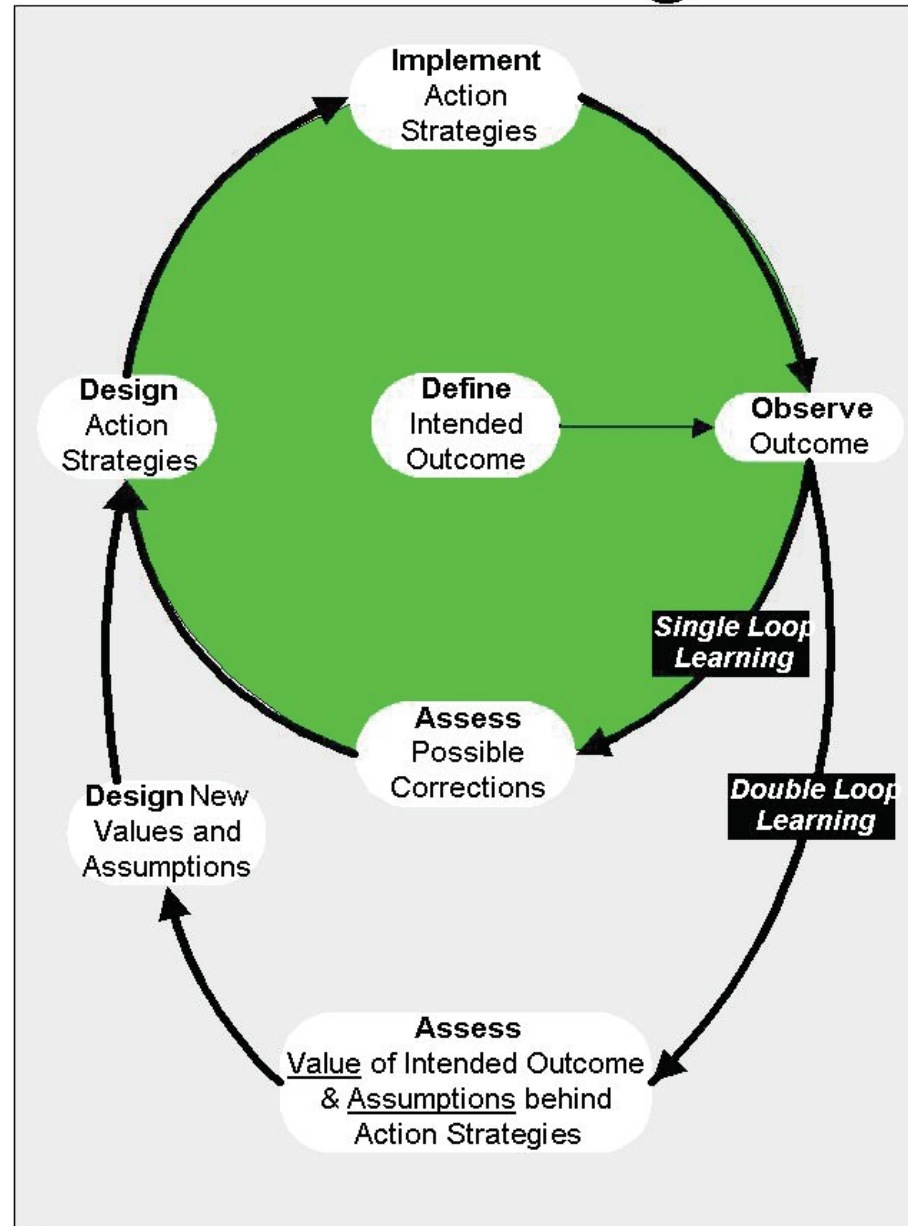 Implement
Action
Strategies
Design
Action
Strategies
Define
Intended
Outcome
Observe
Outcome
Single Loop
Learning
Assess
Possible
Corrections
Double Loop
Learning
Design New
Values and
Assumptions
Assess
Value of Intended Outcome
& Assumptions behind
Action Strategies